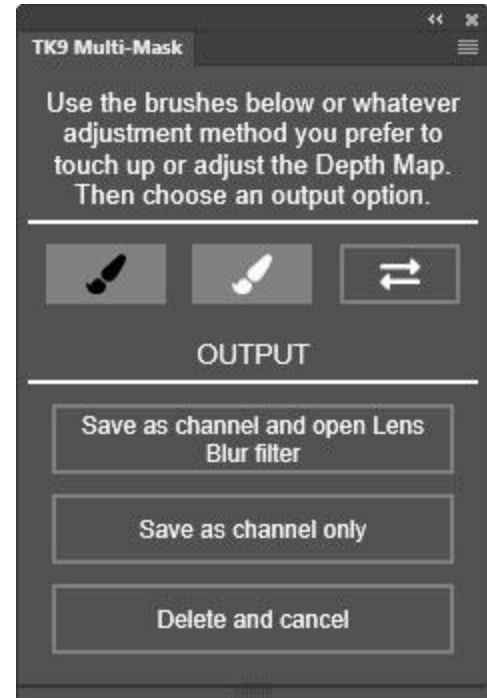 TK9 Multi-Mask
Use the brushes below or whatever
adjustment method you prefer to
touch up or adjust the Depth Map.
Then choose an output option.
OUTPUT
Save as channel and open Lens
Blur filter
Save as channel only
Delete and cancel